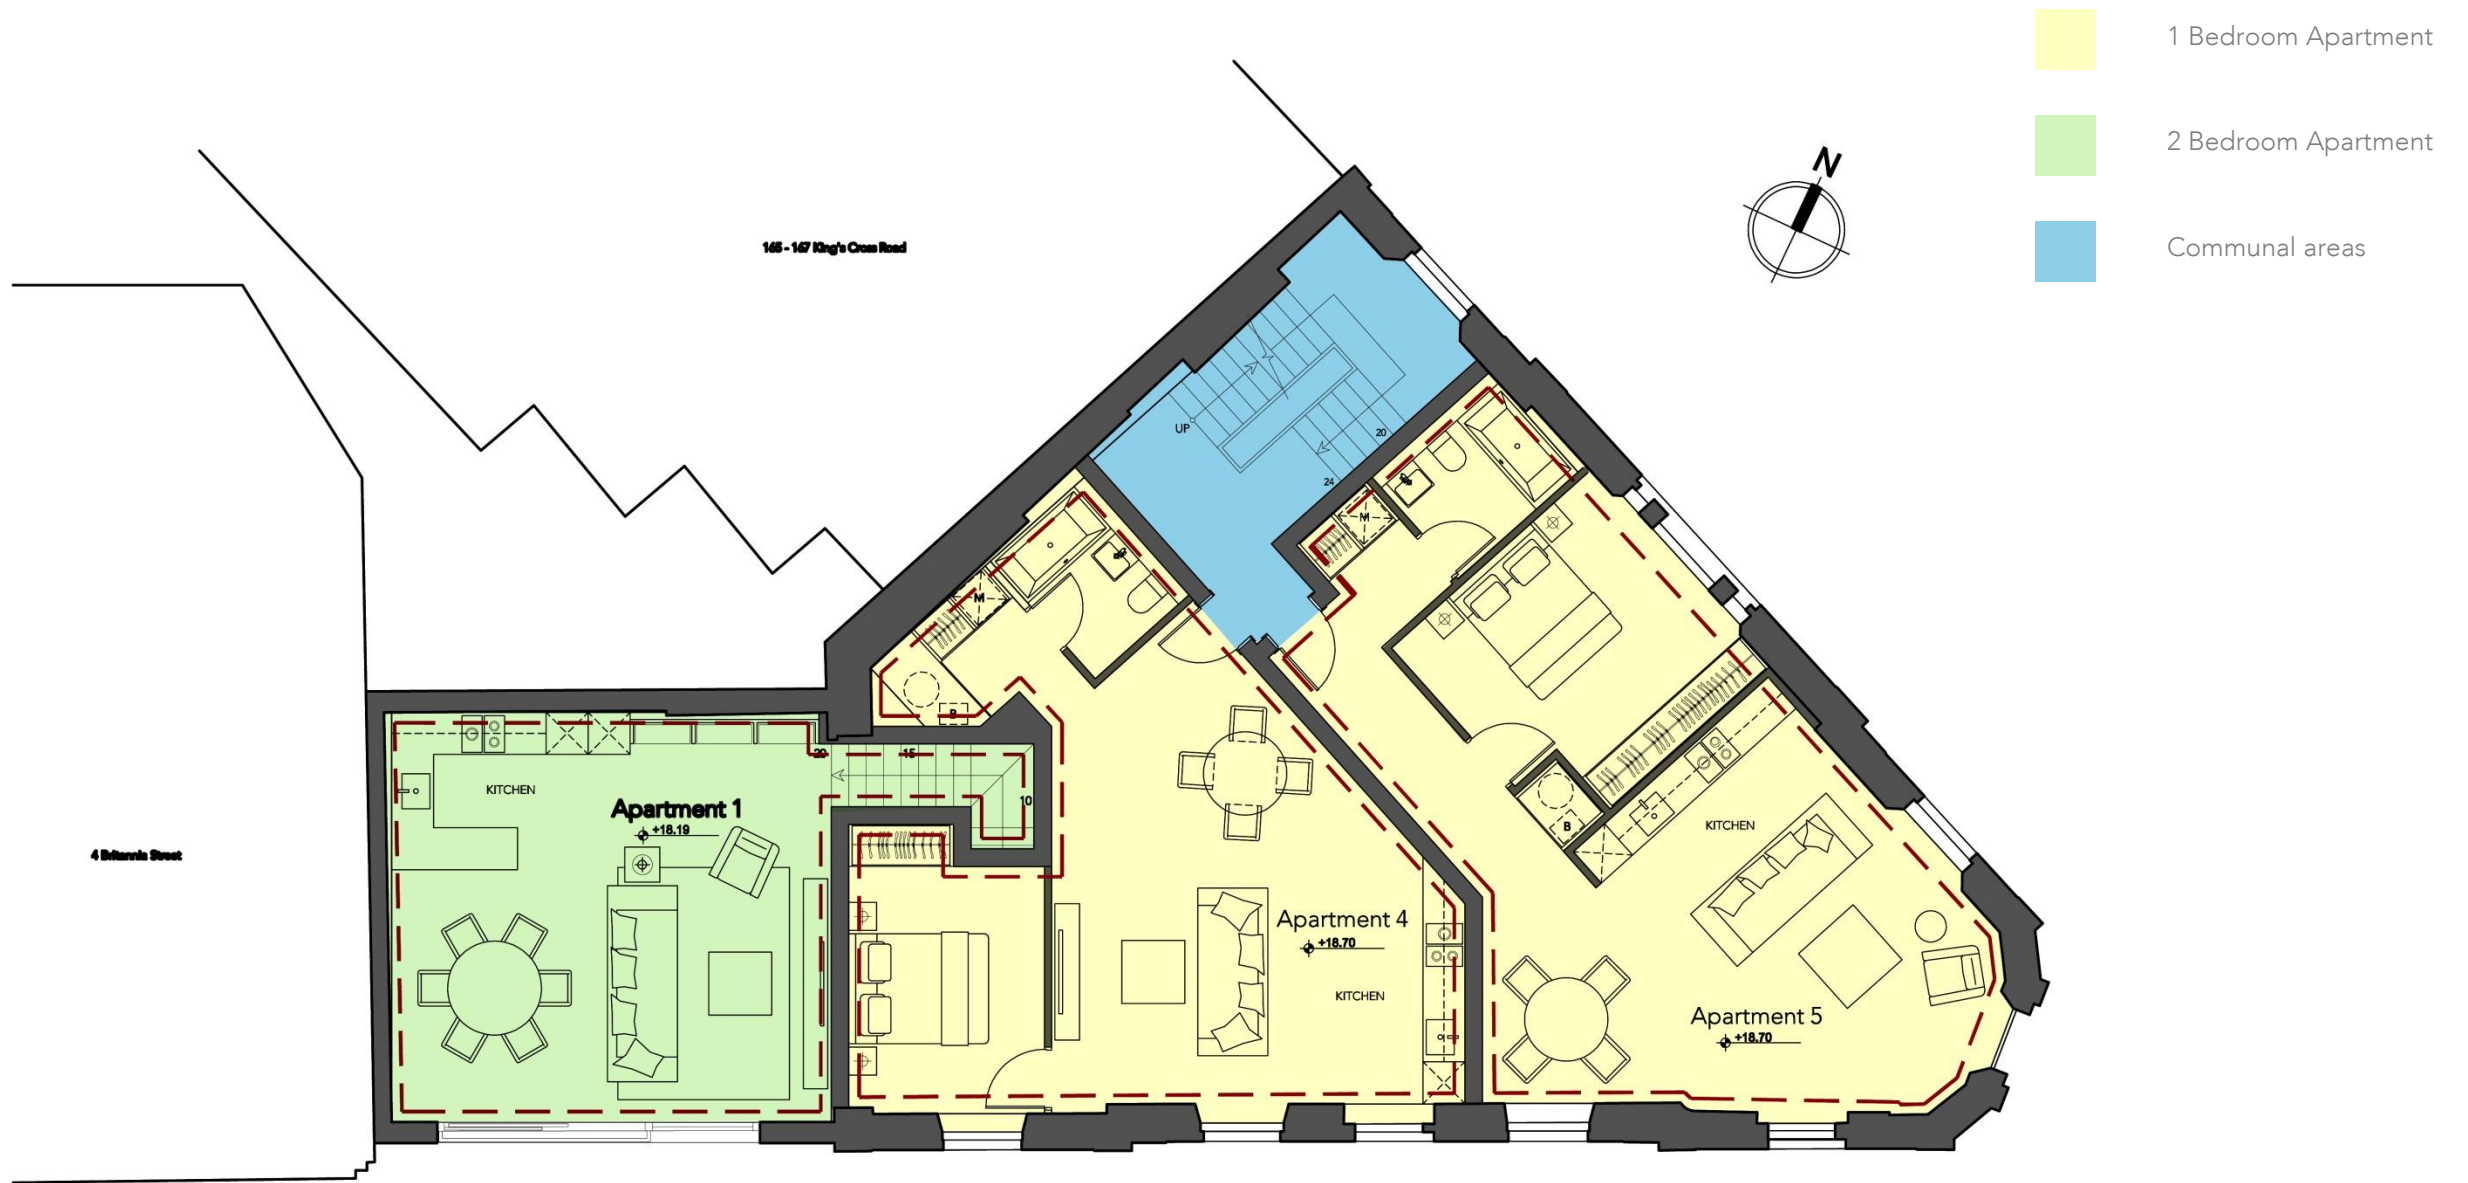 1 Bedroom Apartment
2 Bedroom Apartment
Communal areas
N
165 - 167 King's Cross Road
UP
20
24
M
M
B
20
15
10
KITCHEN
Apartment 1
+18.19
4 Britannia Street
B
KITCHEN
Apartment 4
+18.70
KITCHEN
Apartment 5
+18.70